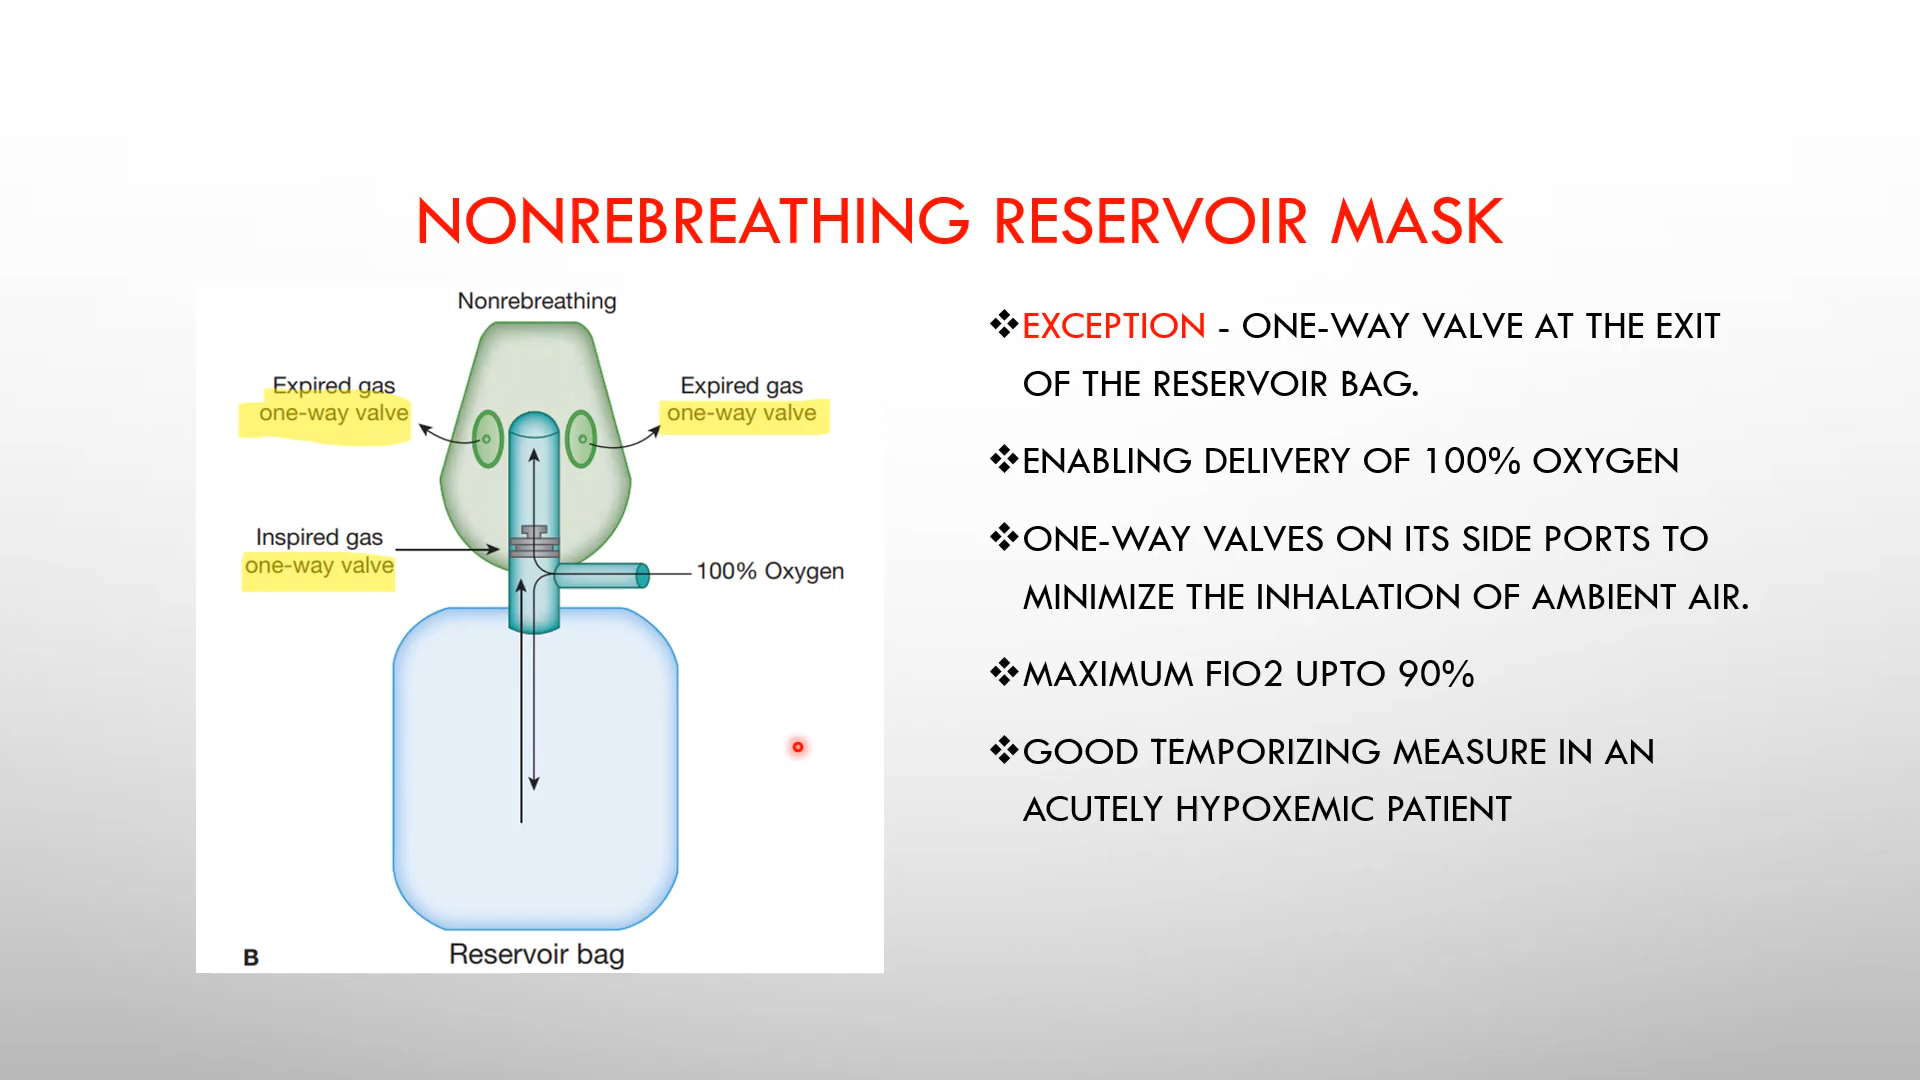 NONREBREATHING RESERVOIR MASK
Nonrebreathing
Expired gas
one-way valve
Expired gas
one-way valve
Inspired gas
one-way valve
100% Oxygen
Reservoir bag
B
❖EXCEPTION - ONE-WAY VALVE AT THE EXIT
OF THE RESERVOIR BAG.
❖ENABLING DELIVERY OF 100% OXYGEN
❖ONE-WAY VALVES ON ITS SIDE PORTS TO
MINIMIZE THE INHALATION OF AMBIENT AIR.
❖MAXIMUM FIO2 UPTO 90%
❖GOOD TEMPORIZING MEASURE IN AN
ACUTELY HYPOXEMIC PATIENT